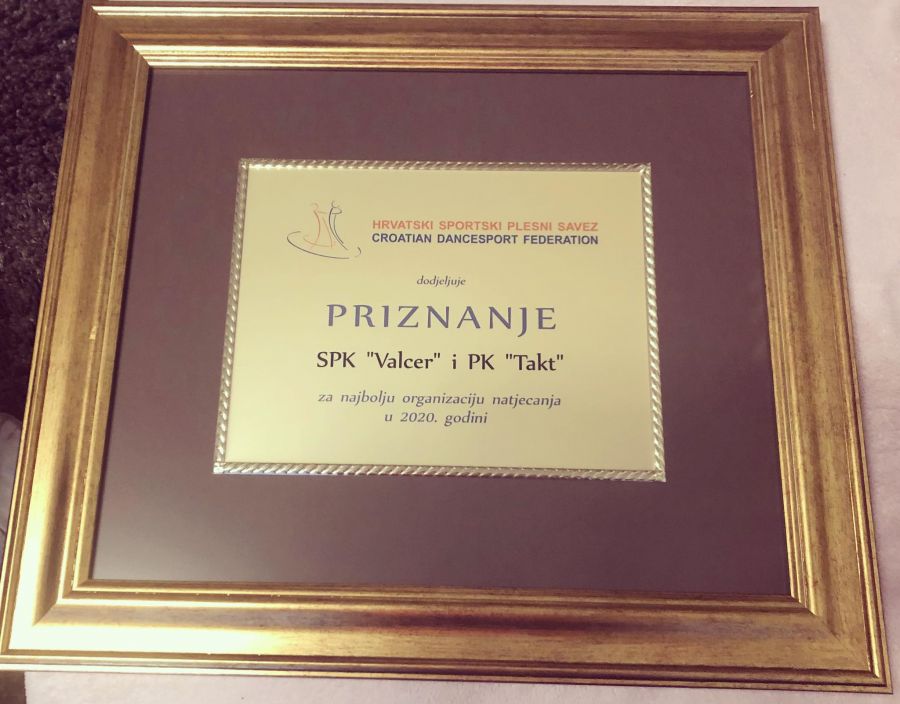 HRVATSKI SPORTSKI PLESNI SAVEZ
CROATIAN DANCESPORT FEDERATION
dodjeljuje
PRIZNANJE
SPK "Valcer" i PK "Takt"
za najbolju organizaciju natjecanja
u 2020. godini